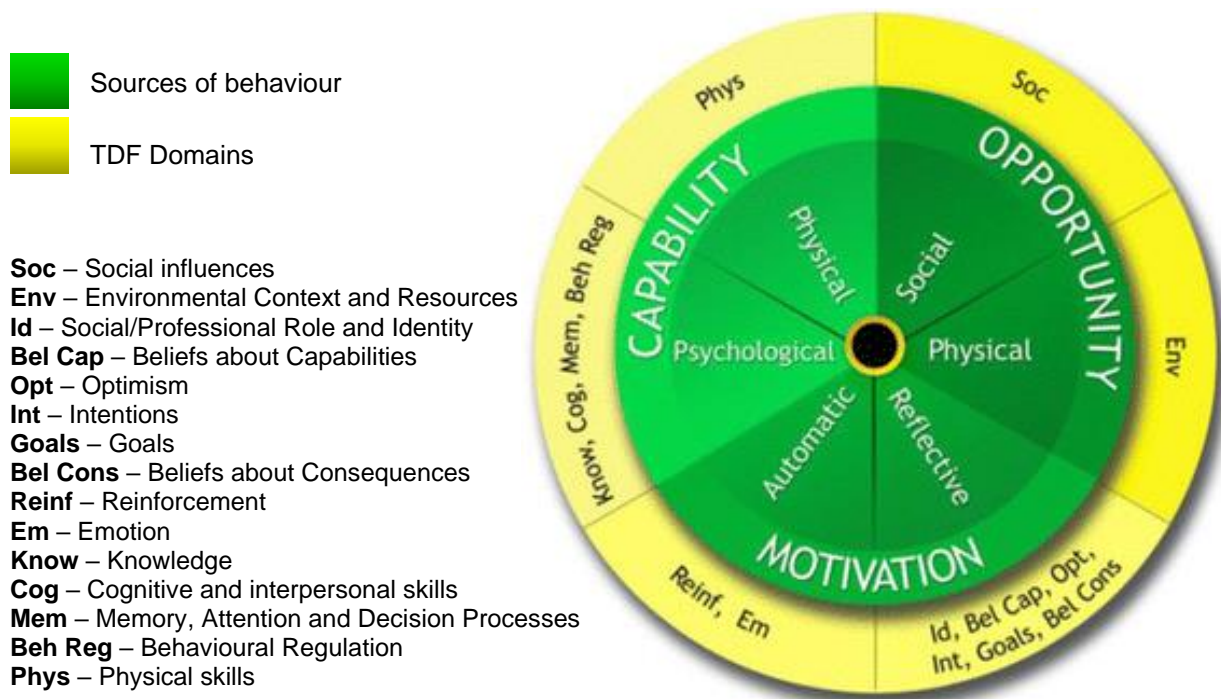 Sources of behaviour
TDF Domains
Soc – Social influences
Env – Environmental Context and Resources
Id – Social/Professional Role and Identity
Bel Cap – Beliefs about Capabilities
Opt – Optimism
Int – Intentions
Goals – Goals
Bel Cons – Beliefs about Consequences
Reinf – Reinforcement
Em – Emotion
Know – Knowledge
Cog – Cognitive and interpersonal skills
Mem – Memory, Attention and Decision Processes
Beh Reg – Behavioural Regulation
Phys – Physical skills
Phys
Soc
CAPABILITY
OPPORTUNITY
Physical
Social
Know, Cog, Mem, Beh Reg
Psychological
Physical
Env
Automatic
Reflective
MOTIVATION
Reinf, Em
Id, Bel Cap, Opt,
Int, Goals, Bel Cons